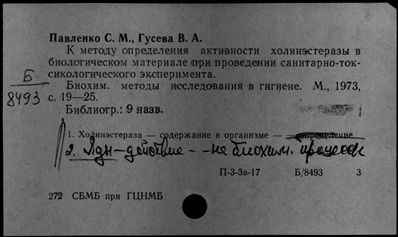 Павленко С. М., Гусева В. А.
К методу определения активности холинэстеразы в
биологическом материале при проведении санитарно-ток-
сикологического эксперимента.
Б
8493
Биохим. методы исследования в гигиене. М., 1973,
с. 19—25.
Библиогр.: 9 назв.
1. Холинэстераза — содержание в организме — определение
2. Яды - действие - на биохим. процессы
П-3-3в-17 Б/8493 3
272 СБМБ при ГЦНМБ